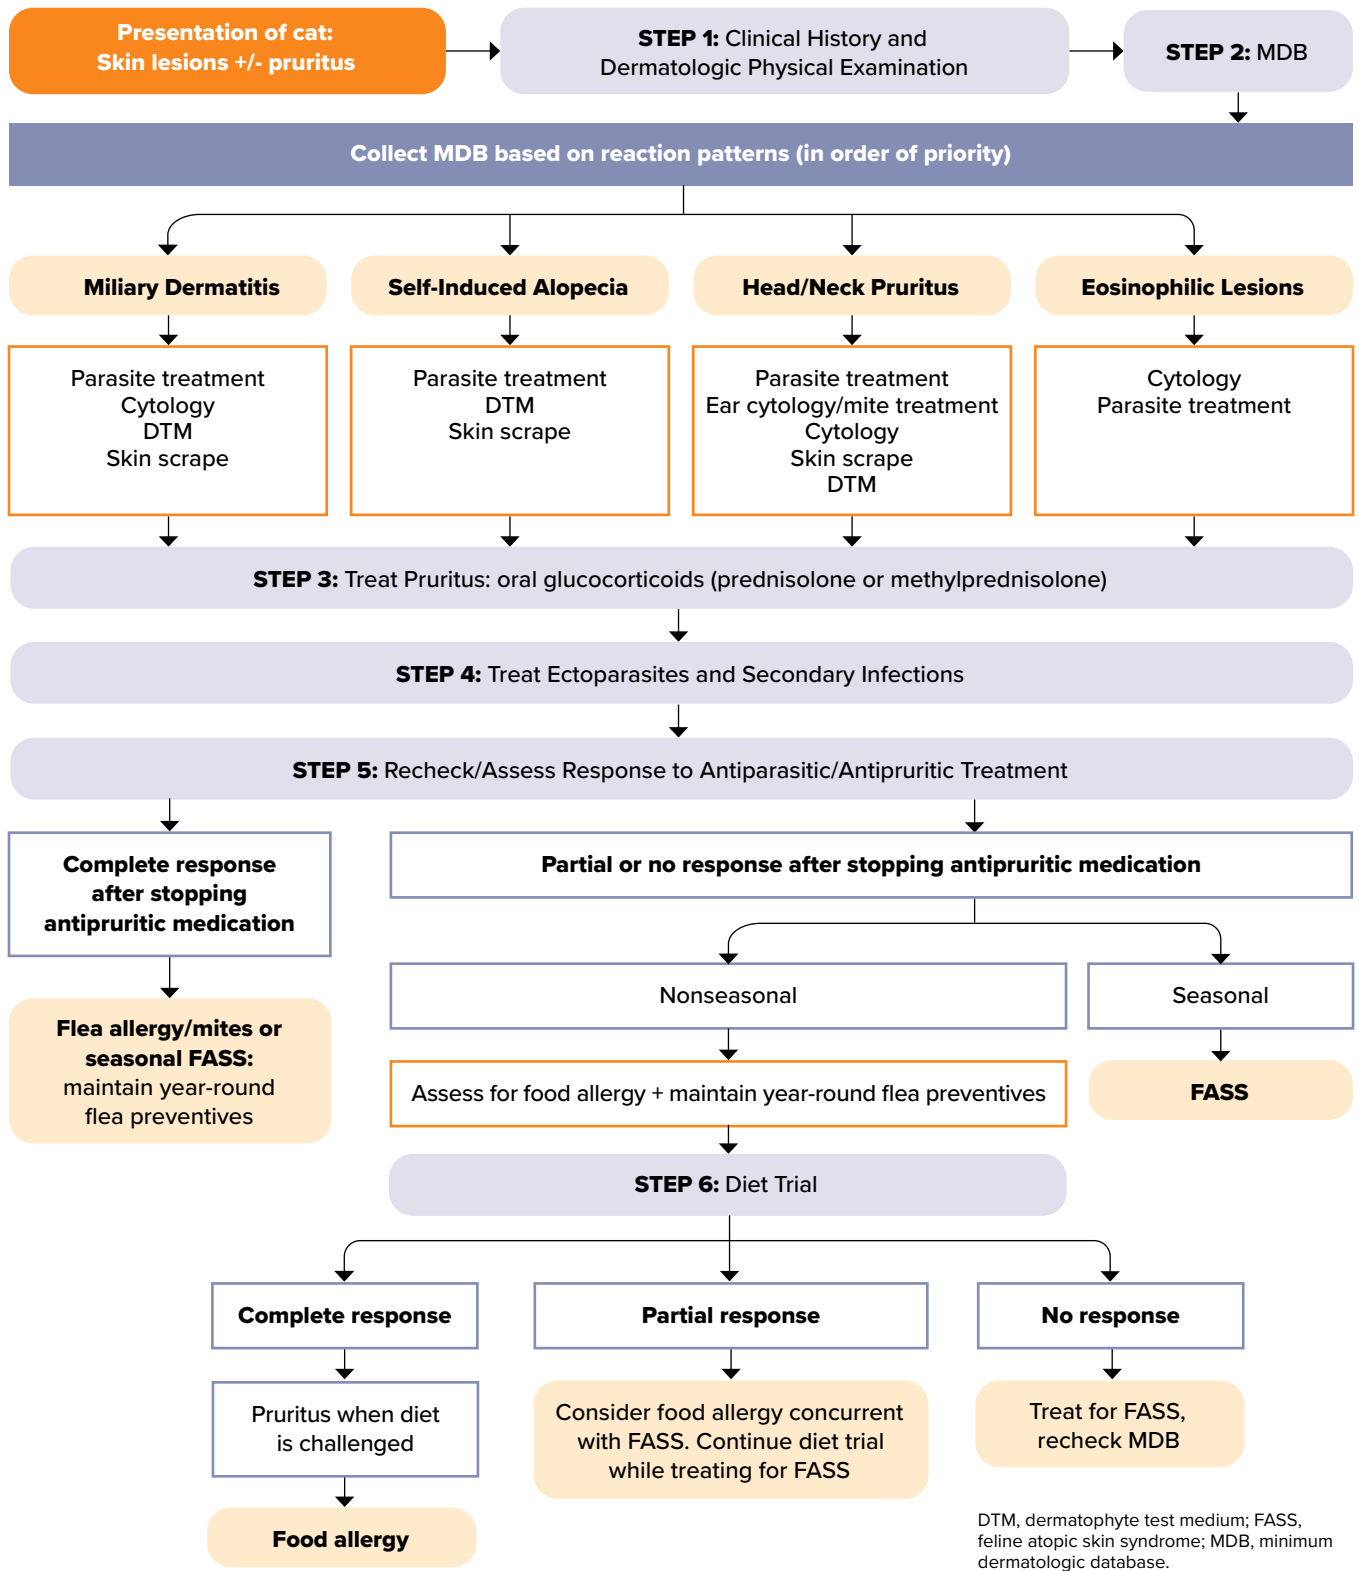 Presentation of cat:
Skin lesions +/- pruritus
STEP 1: Clinical History and
Dermatologic Physical Examination
STEP 2: MDB
Collect MDB based on reaction patterns (in order of priority)
Miliary Dermatitis
Parasite treatment
Cytology
DTM
Skin scrape
Self-Induced Alopecia
Parasite treatment
DTM
Skin scrape
Head/Neck Pruritus
Parasite treatment
Ear cytology/mite treatment
Cytology
Skin scrape
DTM
Eosinophilic Lesions
Cytology
Parasite treatment
STEP 3: Treat Pruritus: oral glucocorticoids (prednisolone or methylprednisolone)
STEP 4: Treat Ectoparasites and Secondary Infections
STEP 5: Recheck/Assess Response to Antiparasitic/Antipruritic Treatment
Complete response
after stopping
antipruritic medication
Flea allergy/mites or
seasonal FASS:
maintain year-round
flea preventives
Partial or no response after stopping antipruritic medication
Nonseasonal
Seasonal
Assess for food allergy + maintain year-round flea preventives
FASS
STEP 6: Diet Trial
Complete response
Pruritus when diet
is challenged
Food allergy
Partial response
Consider food allergy concurrent
with FASS. Continue diet trial
while treating for FASS
No response
Treat for FASS,
recheck MDB
DTM, dermatophyte test medium; FASS,
feline atopic skin syndrome; MDB, minimum
dermatologic database.